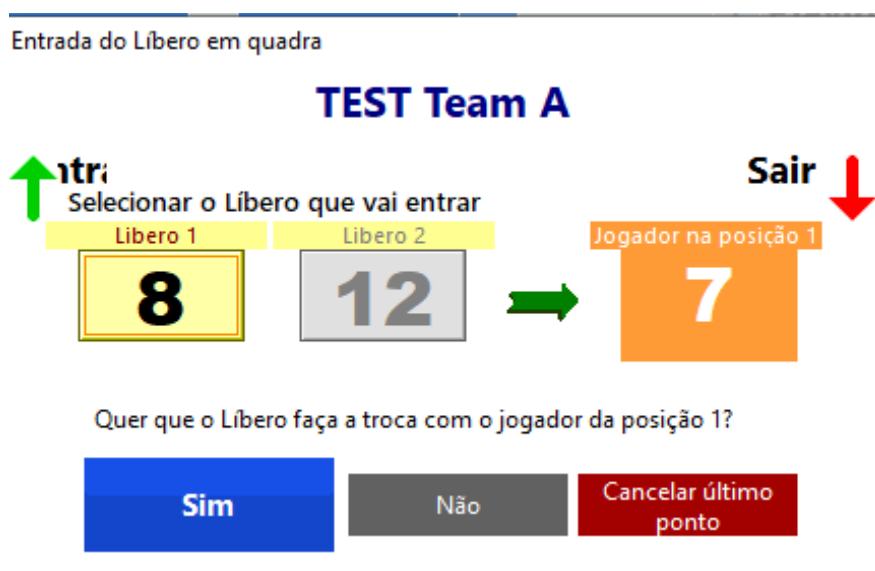 Entrada do Líbero em quadra
TEST Team A
Sair
Selecionar o Líbero que vai entrar
Libero 1
Libero 2
Jogador na posição 1
8
12
7
Quer que o Líbero faça a troca com o jogador da posição 1?
Sim
Não
Cancelar último
ponto